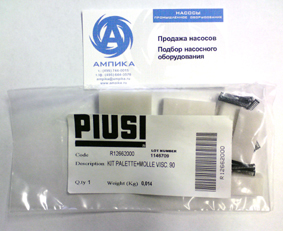 НАСОСЫ
ПРОМЫШЛЕННОЕ ОБОРУДОВАНИЕ
Продажа насосов
Подбор насосного
оборудования
АМПИКА
PIUSI
LOT NUMBER
Code R12662000 1146709
Description KIT PALETTE+MOLLE VISC. 90
Q.ty 1 Weight (Kg) 0,014
R12662000